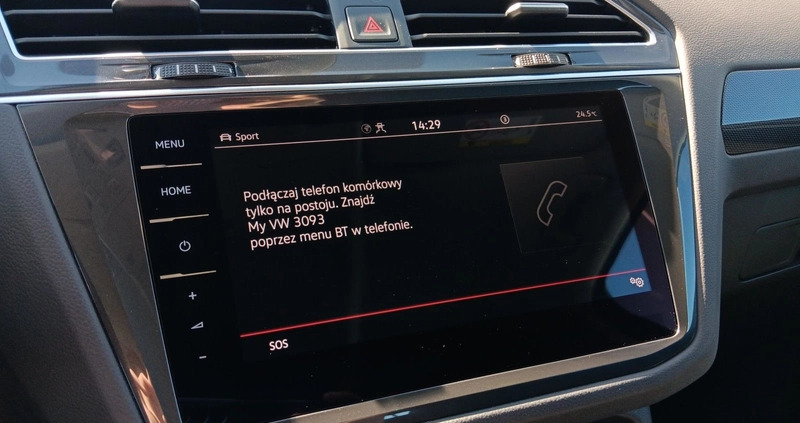 Sport
14:29
3
24.5°C
MENU
HOME
Podłączaj telefon komórkowy
tylko na postoju. Znajdź
My VW 3093
poprzez menu BT w telefonie.
+
-
SOS